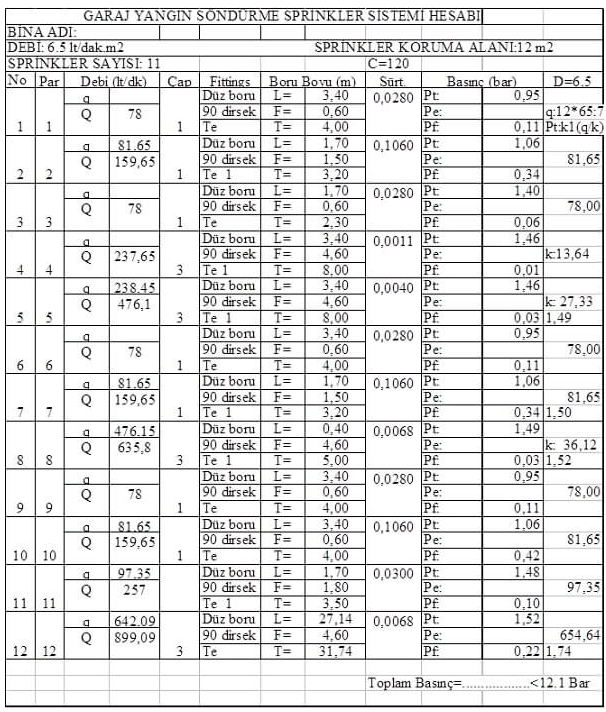 GARAJ YANGIN SÖNDÜRME SPRINKLER SİSTEMİ HESABI
BİNA ADI:
DEBİ: 6.5 lt/dak.m2 SPRİNKLER KORUMA ALANI:12 m2
SPRİNKLER SAYISI: 11 C=120
No Par Debi (lt/dk) Çap Fittings Boru Boyu (m) Sürt. Basınç (bar) D=6.5
q Düz boru L= 3,40 0,0280 Pt: 0,95
Q 78 90 dirsek F= 0,60 Pe: q:12*65:7
1 1 1 Te T= 4,00 Pf: 0,11 Pt:k1(q/k)
q 81.65 Düz boru L= 1,70 0,1060 Pt: 1,06
Q 159,65 90 dirsek F= 1,50 Pe: 81,65
2 2 1 Te 1 T= 3,20 Pf: 0,34
q Düz boru L= 1,70 0,0280 Pt: 1,40
Q 78 90 dirsek F= 0,60 Pe: 78,00
3 3 1 Te T= 2,30 Pf: 0,06
q Düz boru L= 3,40 0,0011 Pt: 1,46
Q 237,65 90 dirsek F= 4,60 Pe: k:13,64
4 4 3 Te 1 T= 8,00 Pf: 0,01
q 238.45 Düz boru L= 3,40 0,0040 Pt: 1,46
Q 476,1 90 dirsek F= 4,60 Pe: k: 27,33
5 5 3 Te 1 T= 8,00 Pf: 0,03 1,49
q Düz boru L= 3,40 0,0280 Pt: 0,95
Q 78 90 dirsek F= 0,60 Pe: 78,00
6 6 1 Te T= 4,00 Pf: 0,11
q 81.65 Düz boru L= 1,70 0,1060 Pt: 1,06
Q 159,65 90 dirsek F= 1,50 Pe: 81,65
7 7 1 Te 1 T= 3,20 Pf: 0,34 1,50
q 476.15 Düz boru L= 0,40 0,0068 Pt: 1,49
Q 635,8 90 dirsek F= 4,60 Pe: k: 36,12
8 8 3 Te 1 T= 5,00 Pf: 0,03 1,52
q Düz boru L= 3,40 0,0280 Pt: 0,95
Q 78 90 dirsek F= 0,60 Pe: 78,00
9 9 1 Te T= 4,00 Pf: 0,11
q 81.65 Düz boru L= 3,40 0,1060 Pt: 1,06
Q 159,65 90 dirsek F= 0,60 Pe: 81,65
10 10 1 Te T= 4,00 Pf: 0,42
q 97.35 Düz boru L= 1,70 0,0300 Pt: 1,48
Q 257 90 dirsek F= 1,80 Pe: 97,35
11 11 Te 1 T= 3,50 Pf: 0,10
q 642.09 Düz boru L= 27,14 0,0068 Pt: 1,52
Q 899,09 90 dirsek F= 4,60 Pe: 654,64
12 12 3 Te T= 31,74 Pf: 0,22 1,74
Toplam Basınç=..................<12.1 Bar